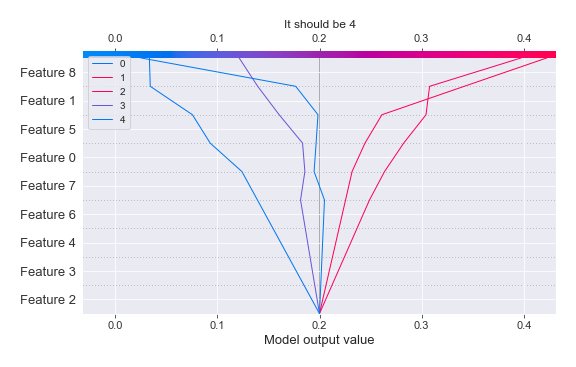 It should be 4
0.0 0.1 0.2 0.3 0.4
0
1
2
3
4
Feature 8
Feature 1
Feature 5
Feature 0
Feature 7
Feature 6
Feature 4
Feature 3
Feature 2
0.0 0.1 0.2 0.3 0.4
Model output value